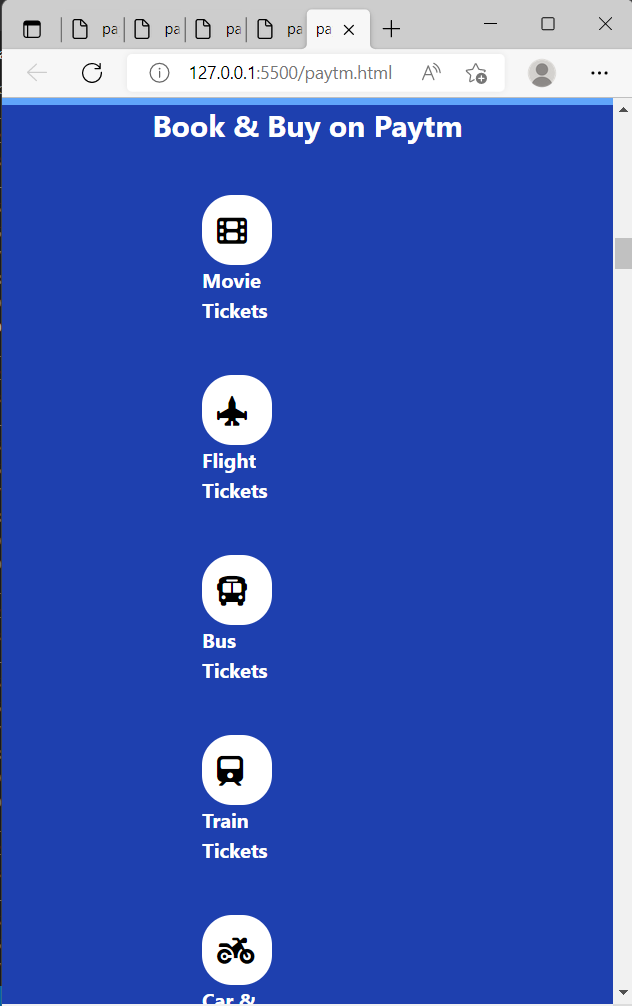 pa
pa
pa
pa
pa
127.0.0.1:5500/paytm.html
Book & Buy on Paytm
Movie
Tickets
Flight
Tickets
Bus
Tickets
Train
Tickets
Car &